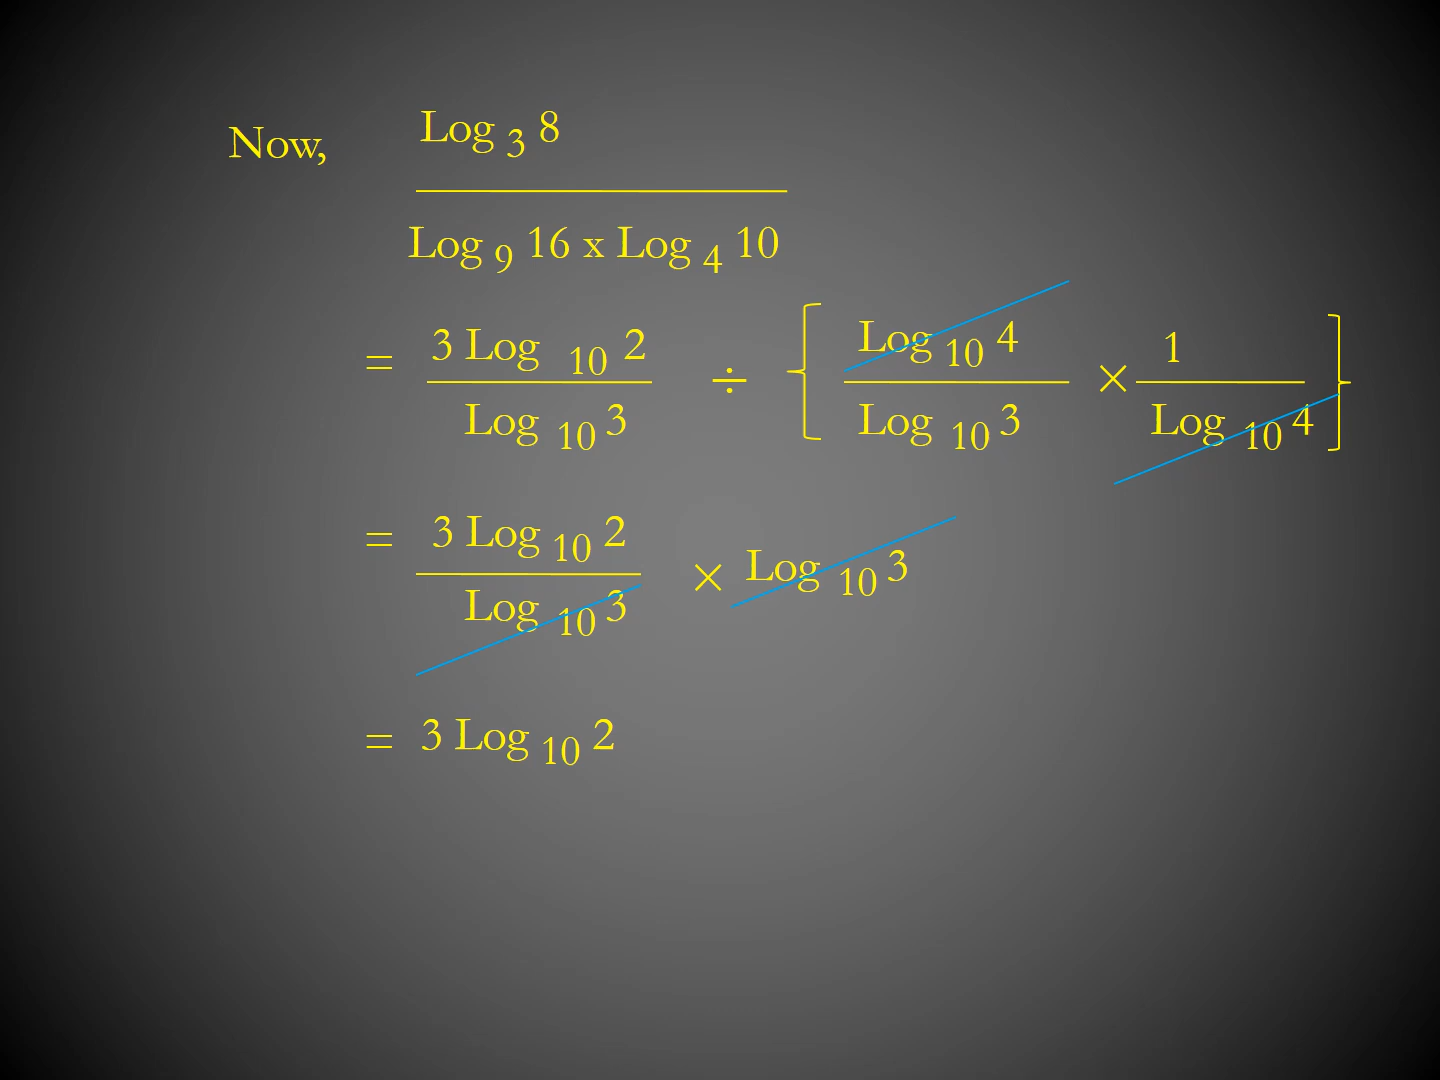 Now, Log 3 8
Log 9 16 x Log 4 10
= 3 Log 10 2 ÷ { Log 10 4 × 1 }
Log 10 3 Log 10 3 Log 10 4
= 3 Log 10 2 × Log 10 3
Log 10 3
= 3 Log 10 2